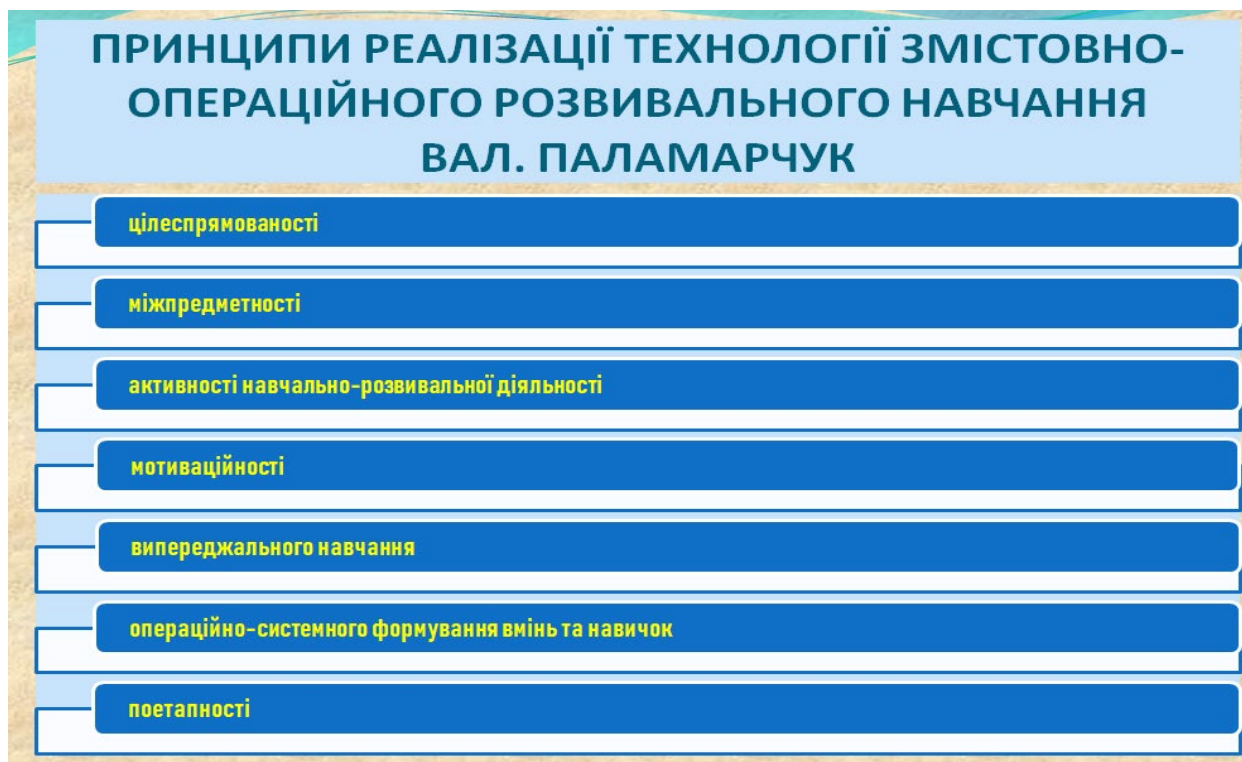 ПРИНЦИПИ РЕАЛІЗАЦІЇ ТЕХНОЛОГІЇ ЗМІСТОВНО-
ОПЕРАЦІЙНОГО РОЗВИВАЛЬНОГО НАВЧАННЯ
ВАЛ. ПАЛАМАРЧУК
цілеспрямованості
міжпредметності
активності навчально-розвивальної діяльності
мотиваційності
випереджального навчання
операційно-системного формування вмінь та навичок
поетапності